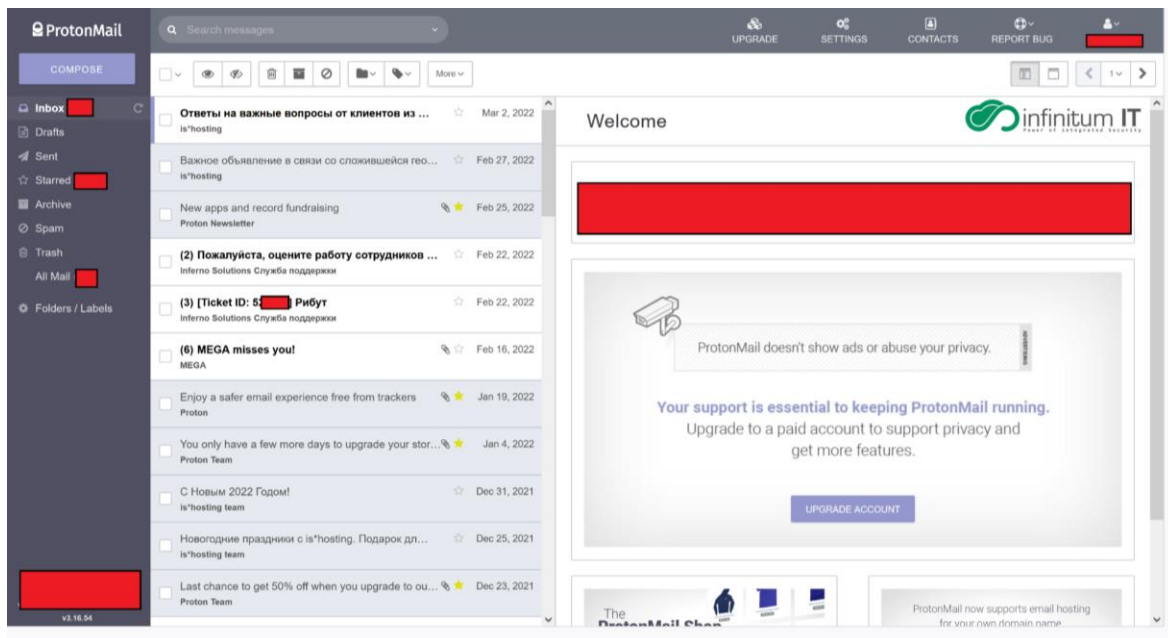 ProtonMail
Search messages
UPGRADE
SETTINGS
CONTACTS
REPORT BUG
COMPOSE
More
1
Inbox
Drafts
Sent
Starred
Archive
Spam
Trash
All Mail
Folders / Labels
v3.16.54
Ответы на важные вопросы от клиентов из ... Mar 2, 2022
is*hosting
Важное объявление в связи со сложившейся гео... Feb 27, 2022
is*hosting
New apps and record fundraising Feb 25, 2022
Proton Newsletter
(2) Пожалуйста, оцените работу сотрудников ... Feb 22, 2022
Inferno Solutions Служба поддержки
(3) [Ticket ID: 5 ] Рибут Feb 22, 2022
Inferno Solutions Служба поддержки
(6) MEGA misses you! Feb 16, 2022
MEGA
Enjoy a safer email experience free from trackers Jan 19, 2022
Proton
You only have a few more days to upgrade your stor... Jan 4, 2022
Proton Team
С Новым 2022 Годом! Dec 31, 2021
is*hosting team
Новогодние праздники с is*hosting. Подарок дл... Dec 25, 2021
is*hosting team
Last chance to get 50% off when you upgrade to ou... Dec 23, 2021
Proton Team
Welcome
infinitum IT
Power of Integrated Security
ProtonMail doesn't show ads or abuse your privacy.
ADVERTISING
Your support is essential to keeping ProtonMail running.
Upgrade to a paid account to support privacy and
get more features.
UPGRADE ACCOUNT
The
ProtonMail Shop
ProtonMail now supports email hosting
for your own domain name